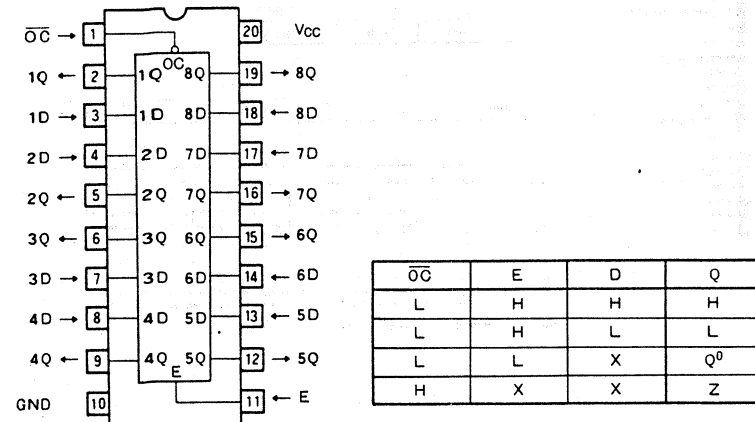 OC → 1 20 Vcc
OC
1Q ← 2 1Q 8Q 19 → 8Q
1D → 3 1D 8D 18 ← 8D
2D → 4 2D 7D 17 ← 7D
2Q ← 5 2Q 7Q 16 → 7Q
3Q ← 6 3Q 6Q 15 → 6Q
3D → 7 3D 6D 14 ← 6D
4D → 8 4D 5D 13 ← 5D
4Q ← 9 4Q 5Q 12 → 5Q
E
GND 10 11 ← E
OC E D Q
L H H H
L H L L
L L X Q⁰
H X X Z